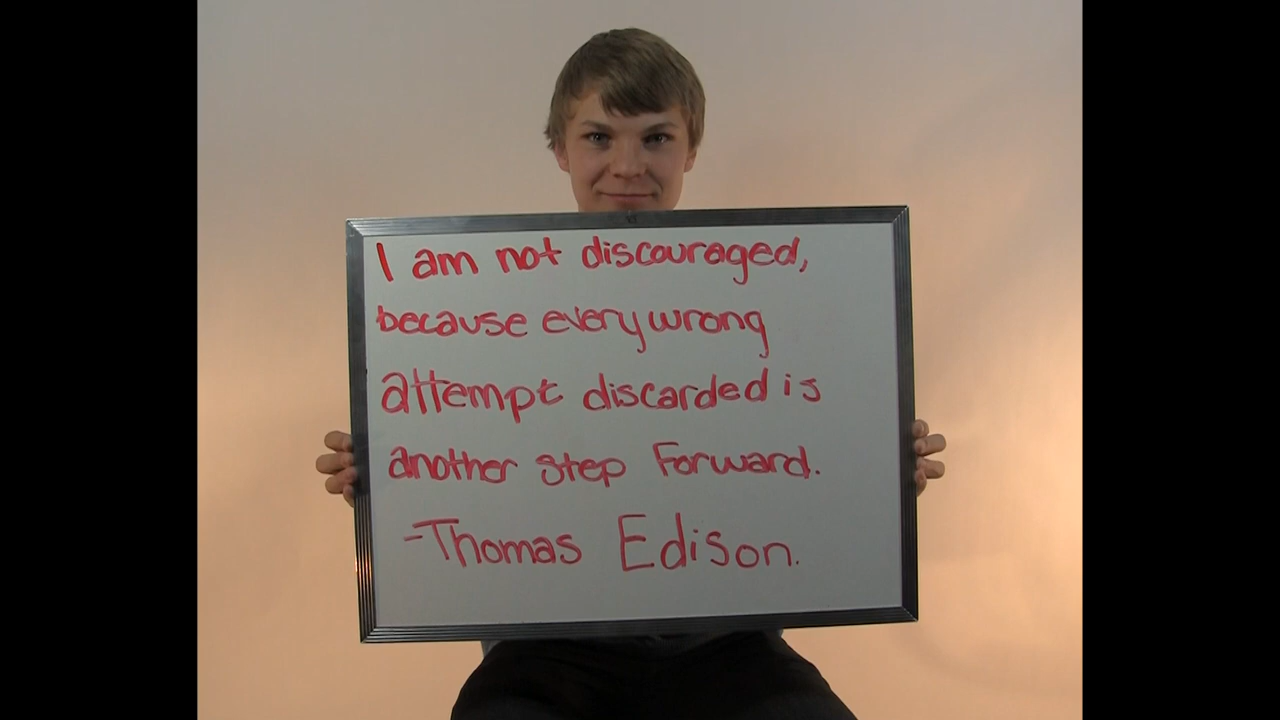 I am not discouraged,
because every wrong
attempt discarded is
another step Forward.
-Thomas Edison.